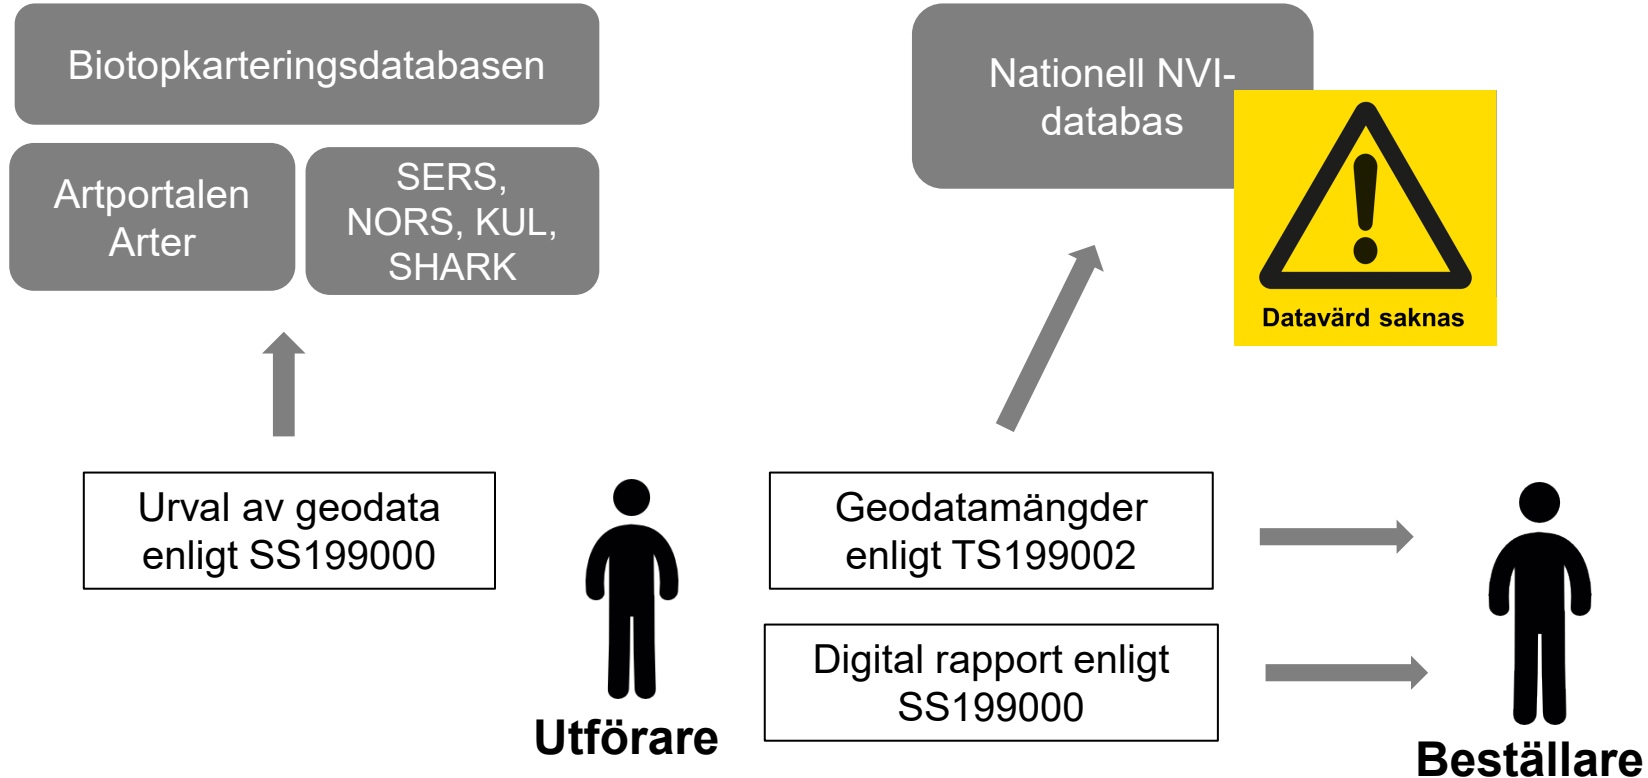 Biotopkarteringsdatabasen
Artportalen
Arter
SERS,
NORS, KUL,
SHARK
Nationell NVI-
databas
Datavärd saknas
Urval av geodata
enligt SS199000
Utförare
Geodatamängder
enligt TS199002
Digital rapport enligt
SS199000
Beställare